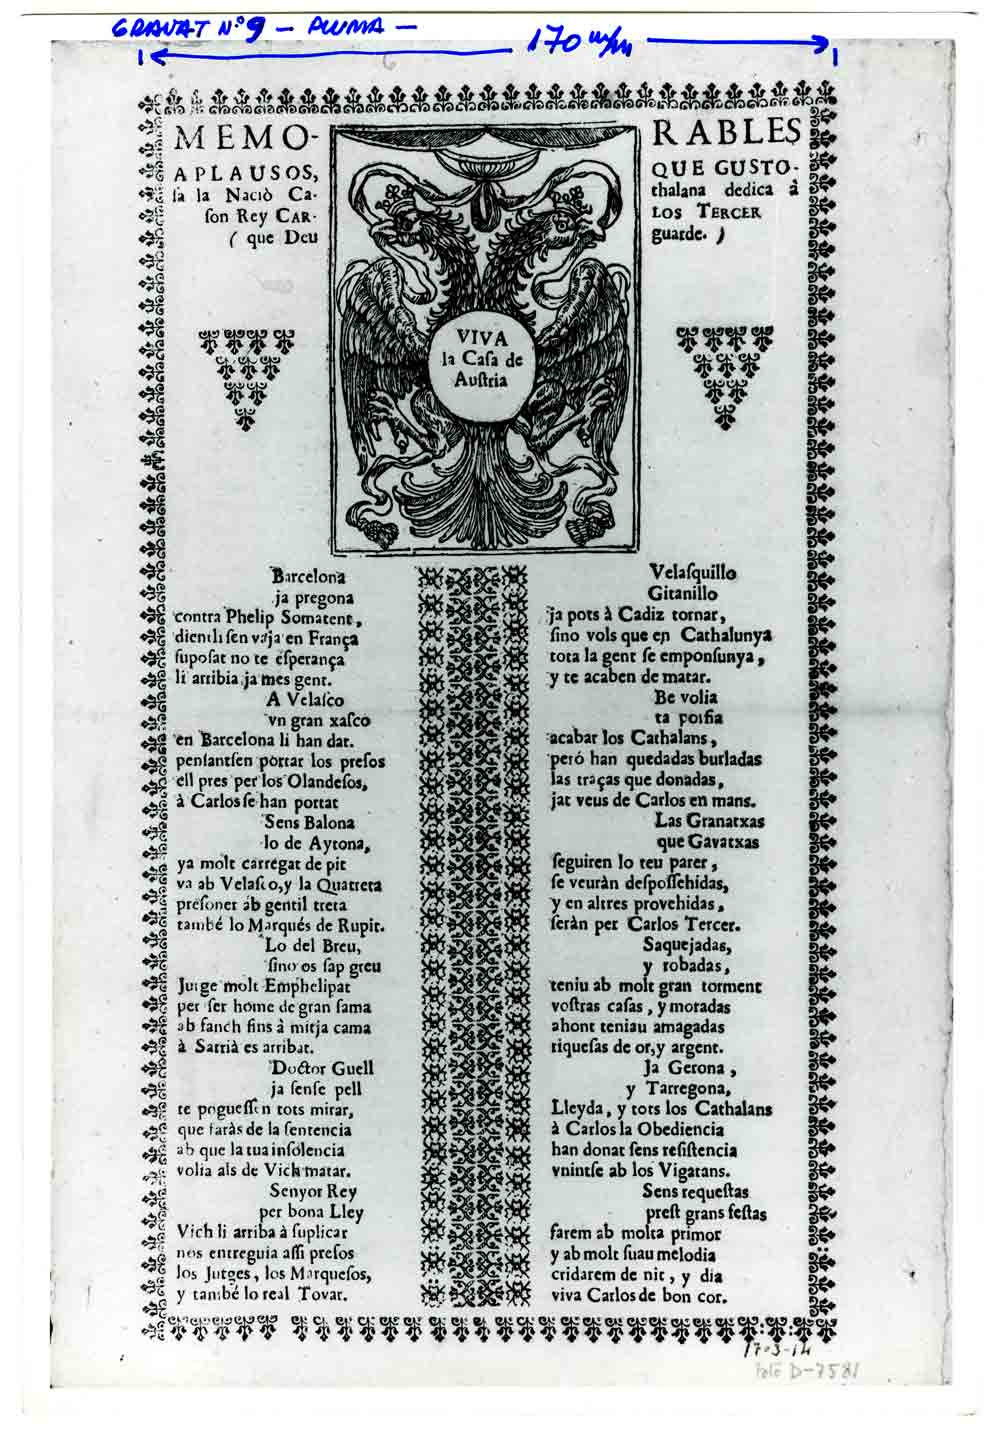 GRAVAT Nº 9 — PLUMA —
170 m/m
MEMO- RABLES
APLAUSOS, QUE GUSTO-
sà la Naciò Ca- thalana dedica â
son Rey CAR- LOS TERCER
( que Deu guarde. )
VIVA
la Casa de
Austria
Barcelona
ja pregona
contra Phelip Somatent,
dientli sen vaja en França
suposat no te esperança
li arribia ja mes gent.
A Velasco
vn gran xasco
en Barcelona li han dat.
pensantsen portar los presos
ell pres per los Olandesos,
à Carlos se han portat
Sens Balona
lo de Aytona,
ya molt carregat de pit
va ab Velasco, y la Quatreta
presoner ab gentil treta
també lo Marqués de Rupit.
Lo del Breu,
sino os sap greu
Jutge molt Emphelipat
per ser home de gran fama
ab fanch fins à mitja cama
à Sarrià es arribat.
Doctor Guell
ja sense pell
te poguessen tots mirar,
que faràs de la sentencia
ab que la tua insolencia
volia als de Vich matar.
Senyor Rey
per bona Lley
Vich li arriba à suplicar
nos entreguia assi presos
los Jutges, los Marquesos,
y també lo real Tovar.
Velasquillo
Gitanillo
ja pots à Cadiz tornar,
sino vols que en Cathalunya
tota la gent se emponsunya,
y te acaben de matar.
Be volia
ta porfia
acabar los Cathalans,
peró han quedadas burladas
las traças que donadas,
jat veus de Carlos en mans.
Las Granatxas
que Gavatxas
seguiren lo teu parer,
se veuràn despossehidas,
y en altres provehidas,
seràn per Carlos Tercer.
Saquejadas,
y robadas,
teniu ab molt gran torment
vostras casas, y moradas
ahont teniau amagadas
riquesas de or, y argent.
Ja Gerona,
y Tarregona,
Lleyda, y tots los Cathalans
à Carlos la Obediencia
han donat sens resistencia
vnintse ab los Vigatans.
Sens requestas
prest grans festas
farem ab molta primor
y ab molt suau melodia
cridarem de nit, y dia
viva Carlos de bon cor.
17-3-14
foto D-7581